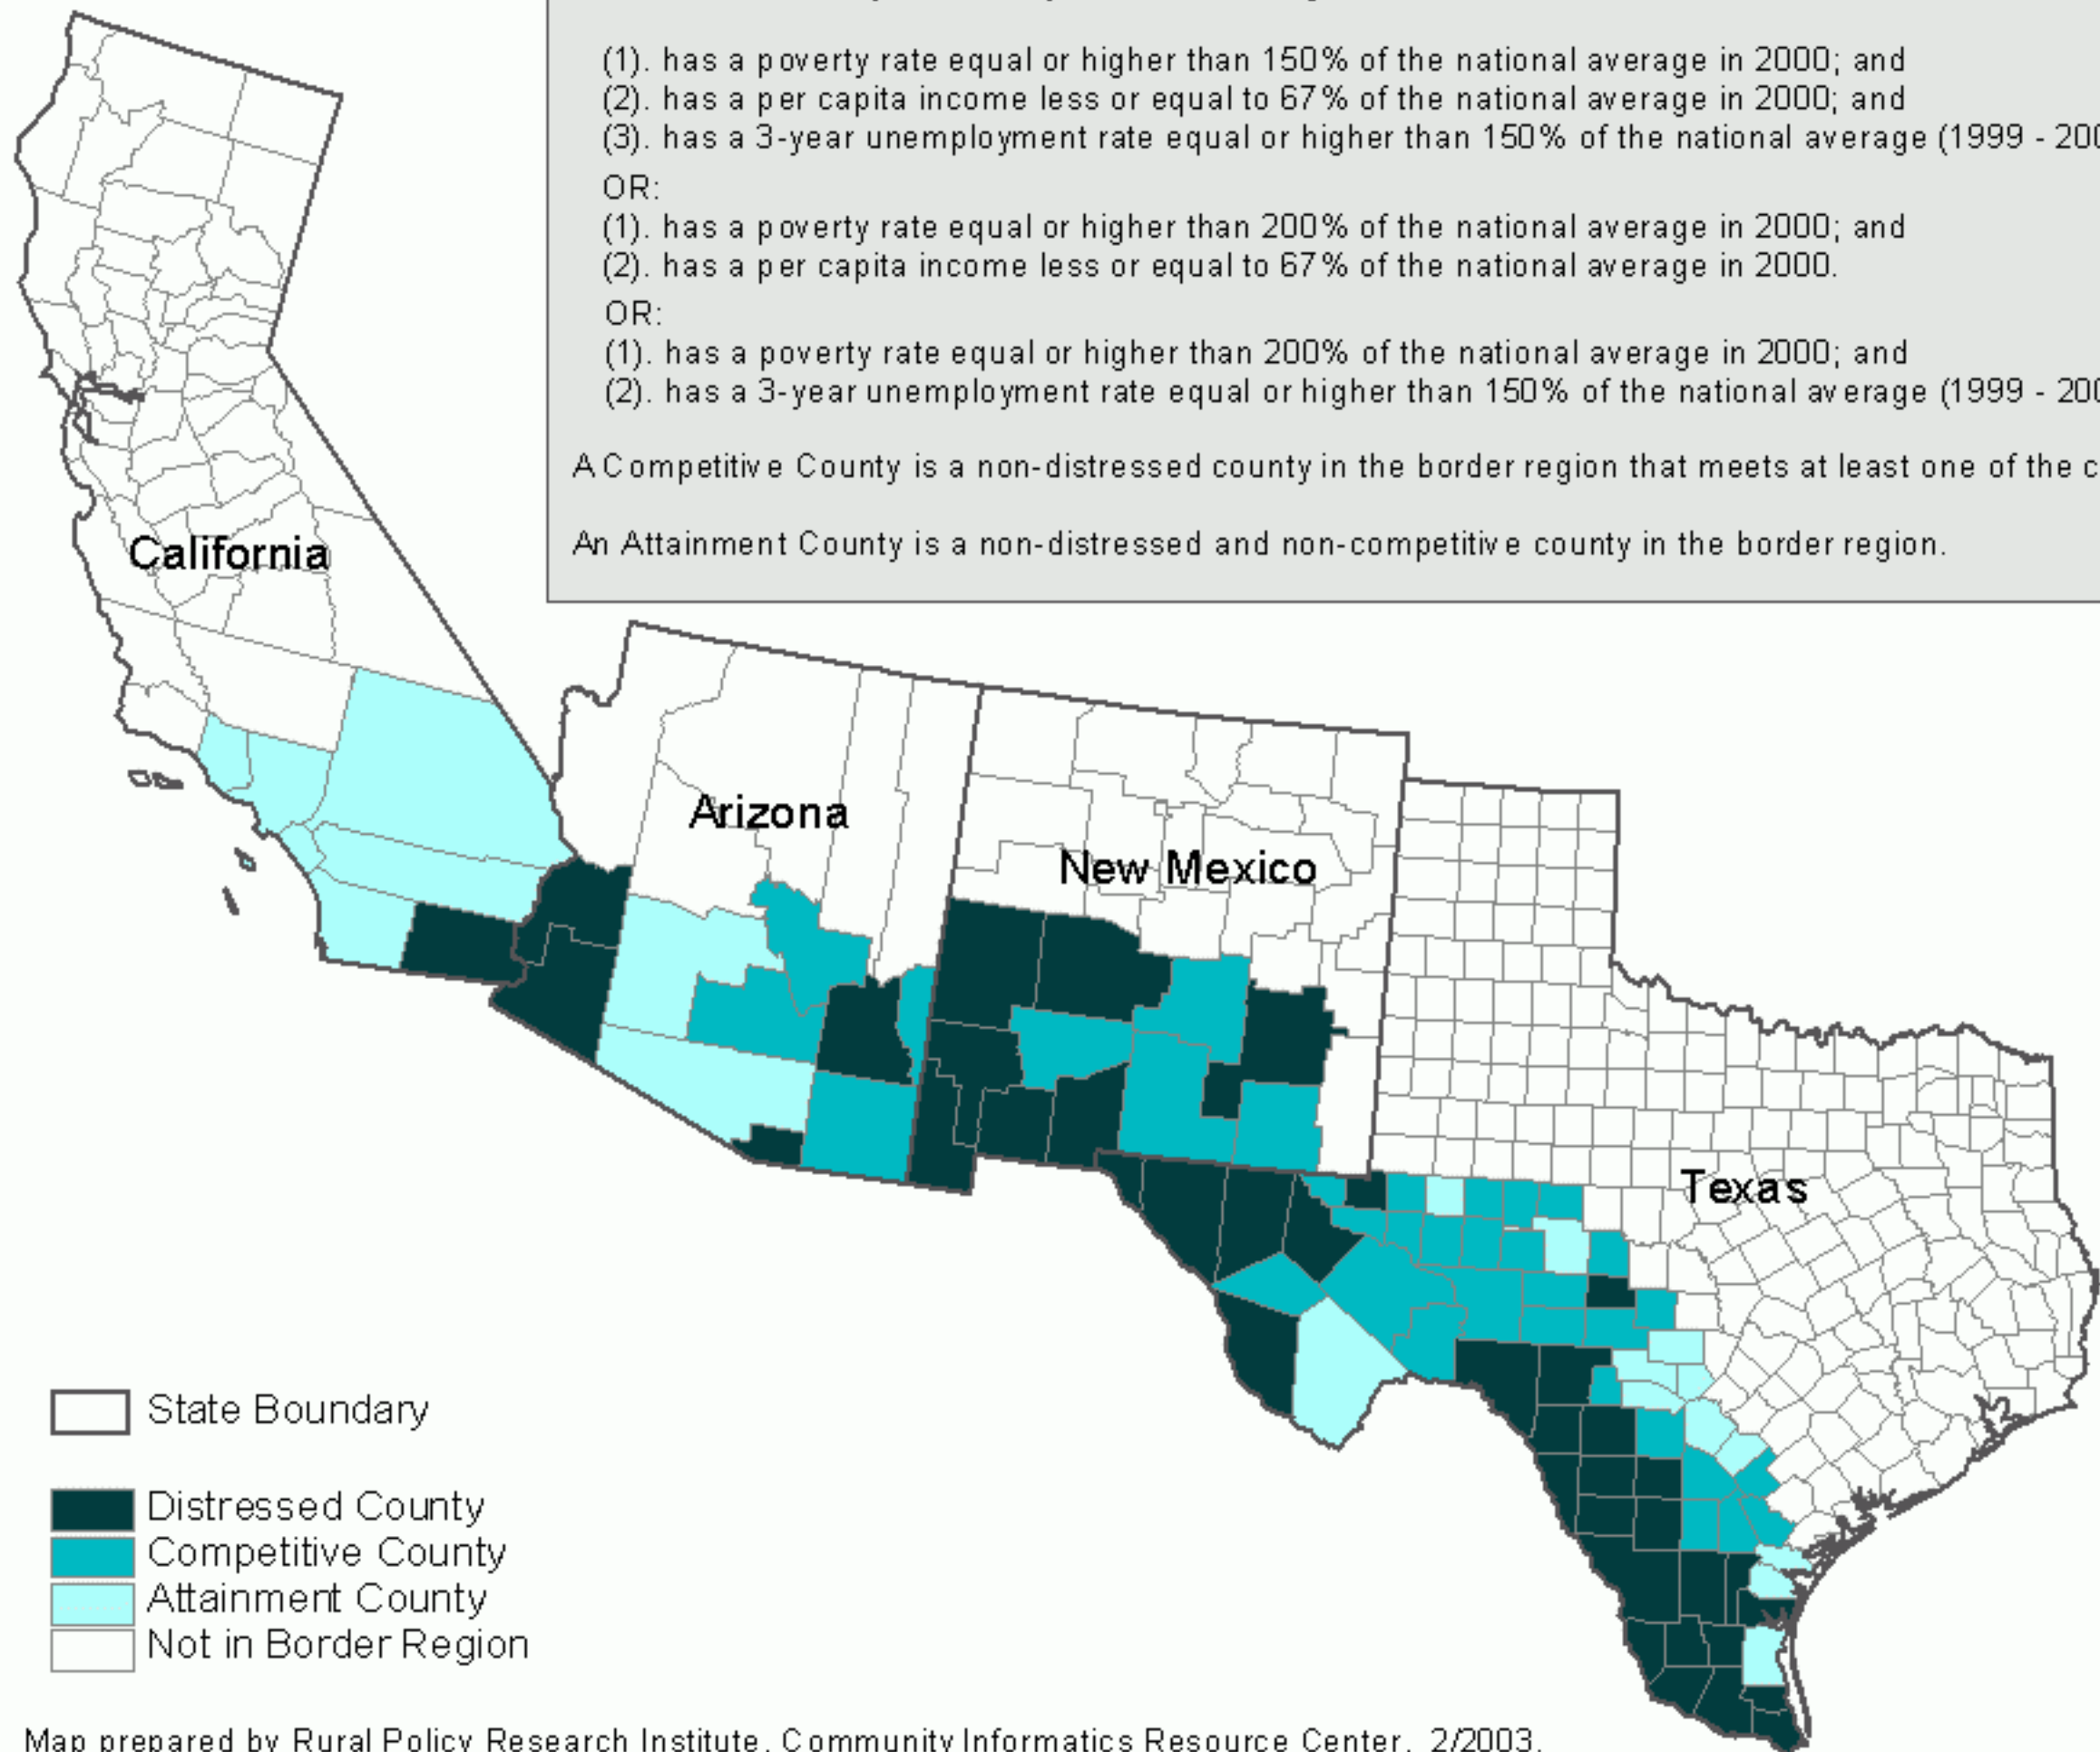 (1). has a poverty rate equal or higher than 150% of the national average in 2000; and
(2). has a per capita income less or equal to 67% of the national average in 2000; and
(3). has a 3-year unemployment rate equal or higher than 150% of the national average (1999 - 200
OR:
(1). has a poverty rate equal or higher than 200% of the national average in 2000; and
(2). has a per capita income less or equal to 67% of the national average in 2000.
OR:
(1). has a poverty rate equal or higher than 200% of the national average in 2000; and
(2). has a 3-year unemployment rate equal or higher than 150% of the national average (1999 - 200
A Competitive County is a non-distressed county in the border region that meets at least one of the c
An Attainment County is a non-distressed and non-competitive county in the border region.
California
Arizona
New Mexico
Texas
State Boundary
Distressed County
Competitive County
Attainment County
Not in Border Region
Map prepared by Rural Policy Research Institute, Community Informatics Resource Center, 2/2003.